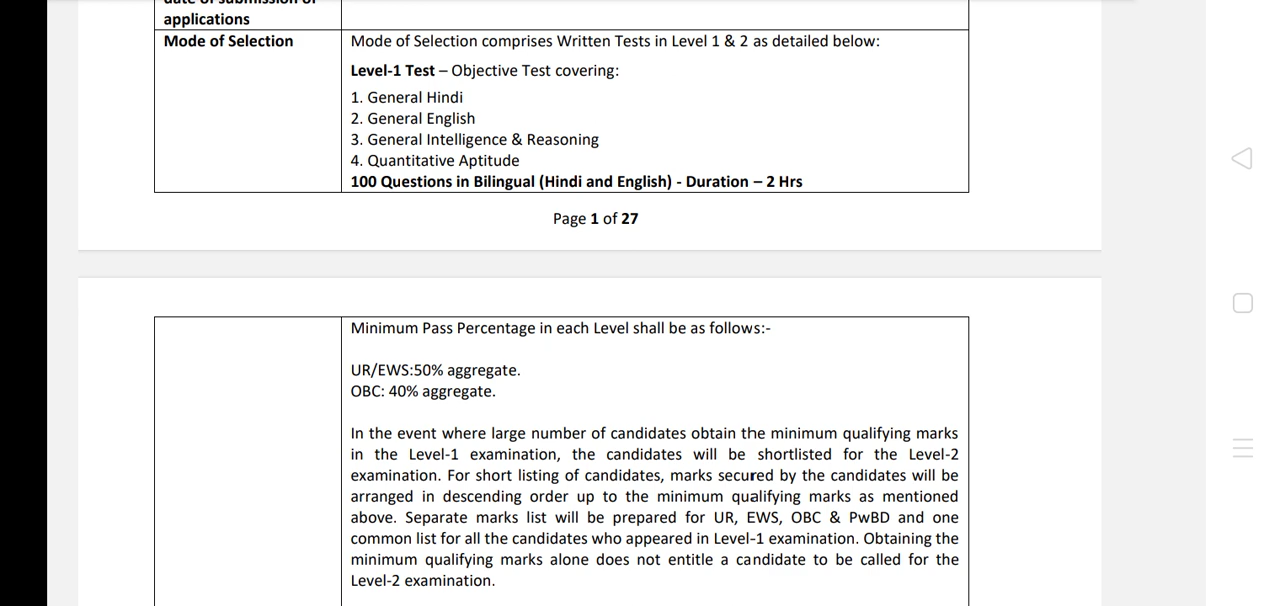 applications
Mode of Selection
Mode of Selection comprises Written Tests in Level 1 & 2 as detailed below:
Level-1 Test – Objective Test covering:
1. General Hindi
2. General English
3. General Intelligence & Reasoning
4. Quantitative Aptitude
100 Questions in Bilingual (Hindi and English) - Duration – 2 Hrs
Page 1 of 27
Minimum Pass Percentage in each Level shall be as follows:-
UR/EWS:50% aggregate.
OBC: 40% aggregate.
In the event where large number of candidates obtain the minimum qualifying marks
in the Level-1 examination, the candidates will be shortlisted for the Level-2
examination. For short listing of candidates, marks secured by the candidates will be
arranged in descending order up to the minimum qualifying marks as mentioned
above. Separate marks list will be prepared for UR, EWS, OBC & PwBD and one
common list for all the candidates who appeared in Level-1 examination. Obtaining the
minimum qualifying marks alone does not entitle a candidate to be called for the
Level-2 examination.